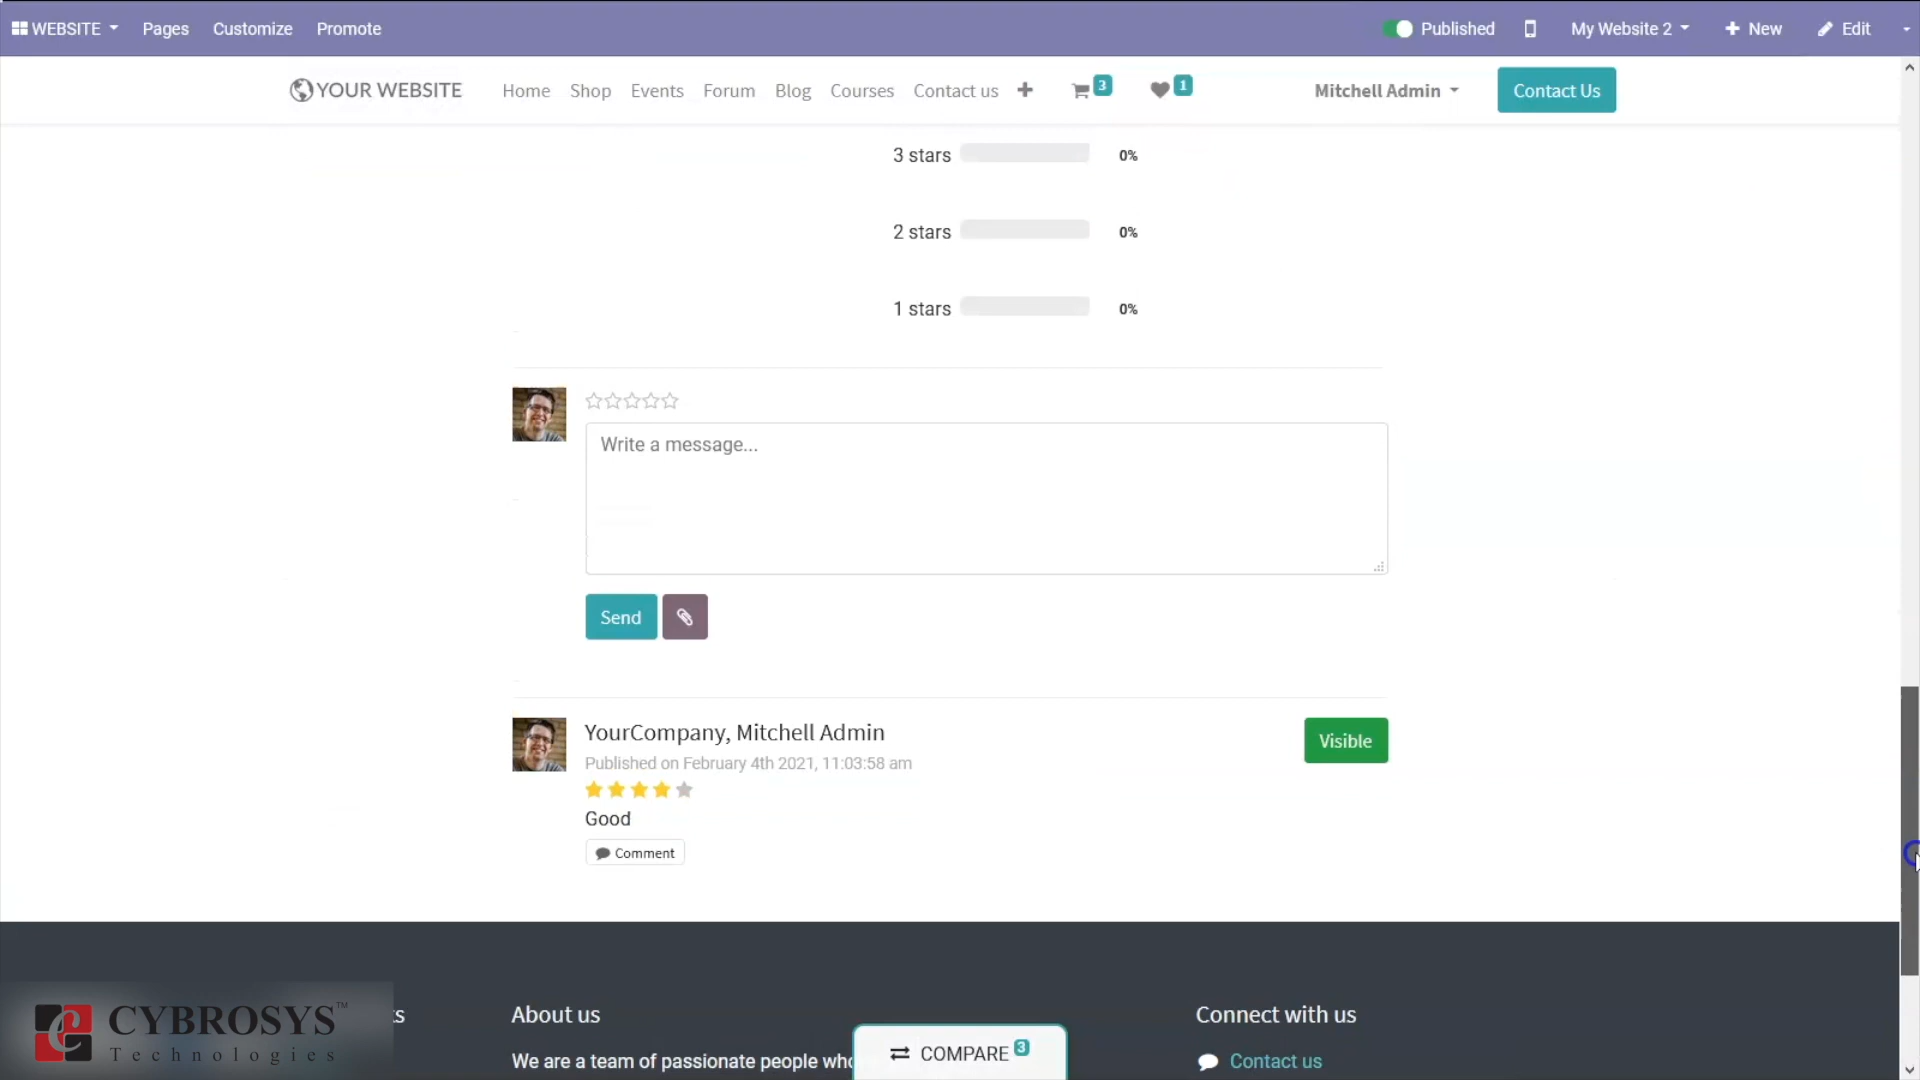 WEBSITE Pages Customize Promote Published My Website 2 New Edit
YOUR WEBSITE Home Shop Events Forum Blog Courses Contact us 3 1 Mitchell Admin Contact Us
3 stars 0%
2 stars 0%
1 stars 0%
Write a message...
Send
YourCompany, Mitchell Admin Visible
Published on February 4th 2021, 11:03:58 am
Good
Comment
About us Connect with us
CYBROSYS™
Technologies
We are a team of passionate people COMPARE 3 Contact us